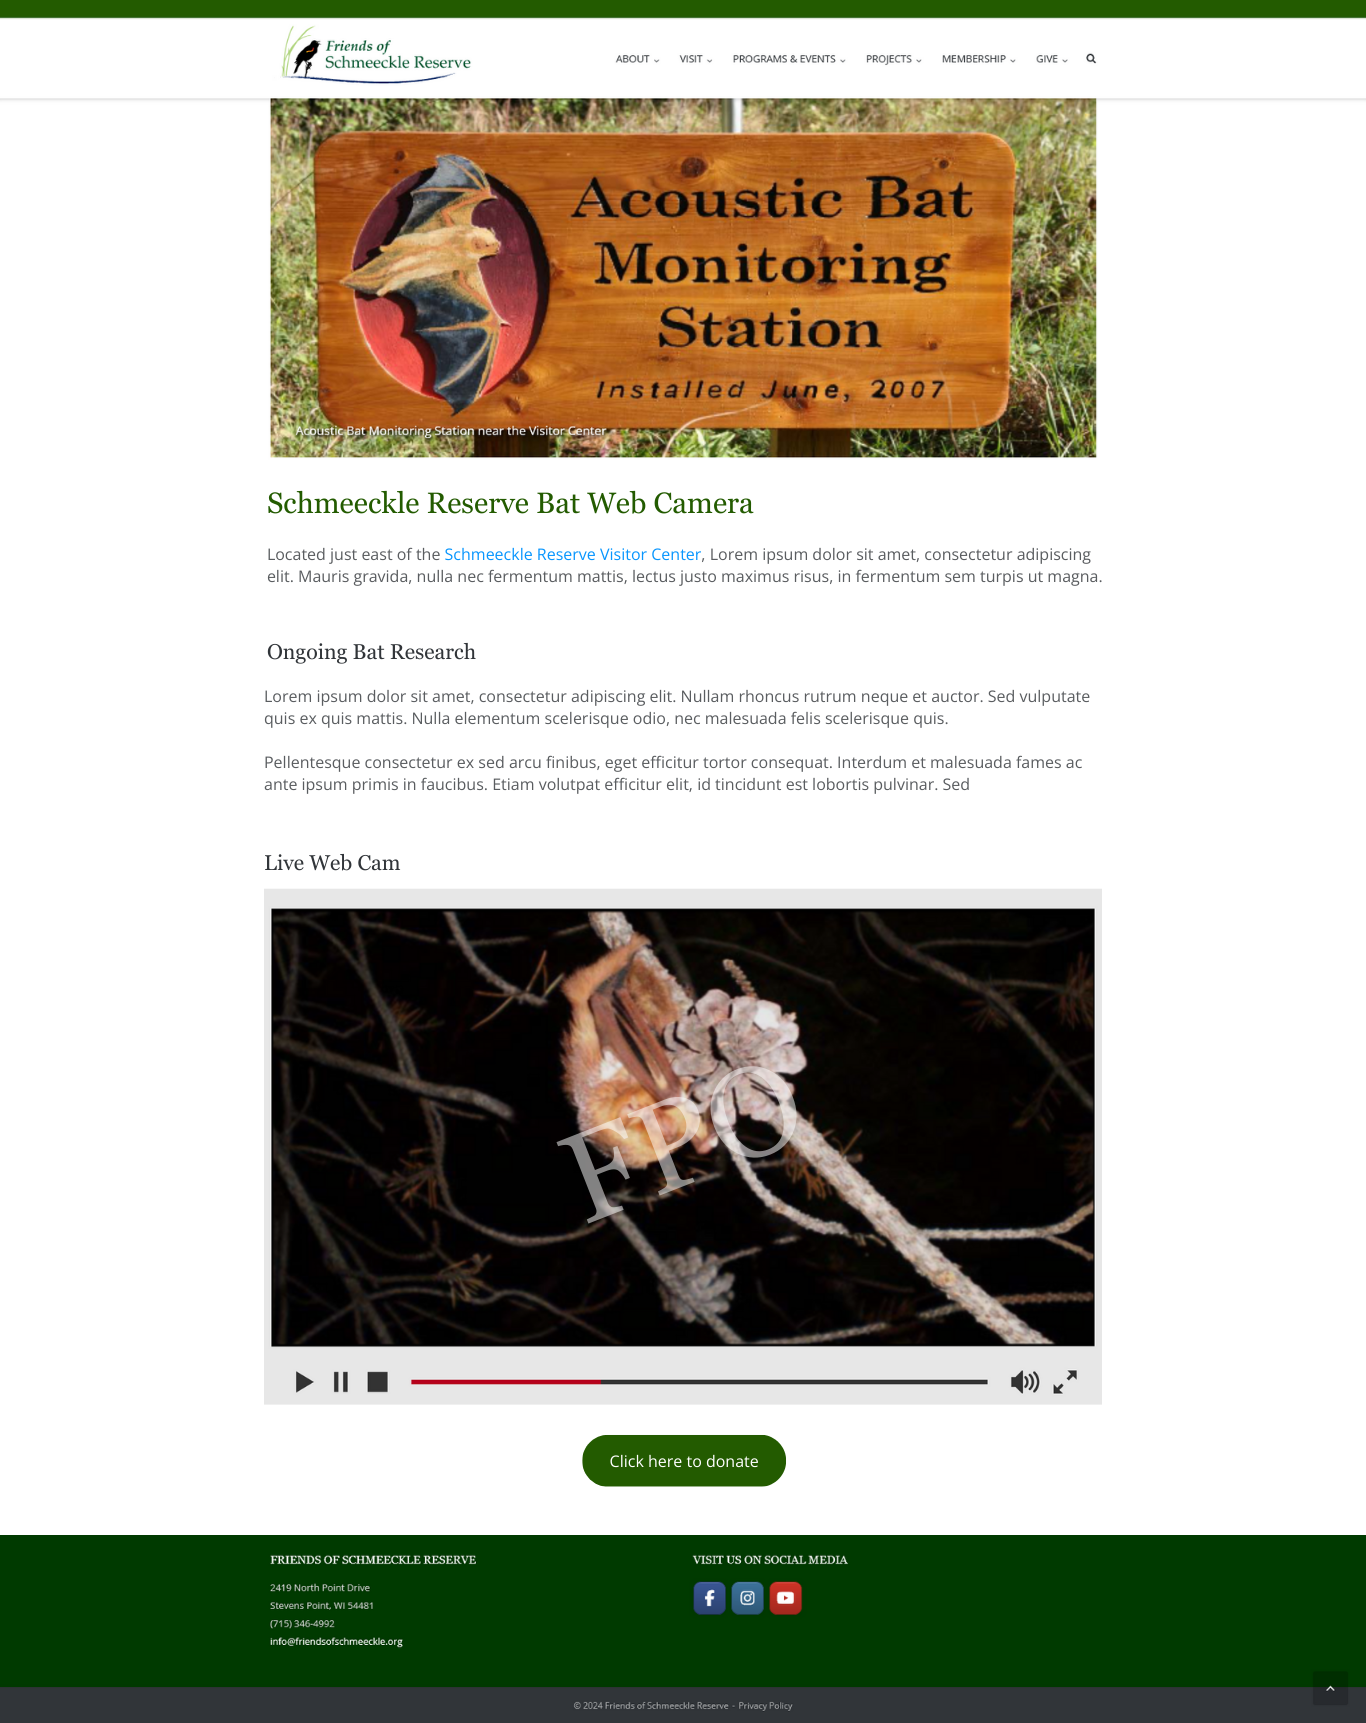 Friends of
Schmeeckle Reserve
ABOUT VISIT PROGRAMS & EVENTS PROJECTS MEMBERSHIP GIVE
Acoustic Bat
Monitoring
Station
Installed June, 2007
Acoustic Bat Monitoring Station near the Visitor Center
Schmeeckle Reserve Bat Web Camera
Located just east of the Schmeeckle Reserve Visitor Center, Lorem ipsum dolor sit amet, consectetur adipiscing
elit. Mauris gravida, nulla nec fermentum mattis, lectus justo maximus risus, in fermentum sem turpis ut magna.
Ongoing Bat Research
Lorem ipsum dolor sit amet, consectetur adipiscing elit. Nullam rhoncus rutrum neque et auctor. Sed vulputate
quis ex quis mattis. Nulla elementum scelerisque odio, nec malesuada felis scelerisque quis.
Pellentesque consectetur ex sed arcu finibus, eget efficitur tortor consequat. Interdum et malesuada fames ac
ante ipsum primis in faucibus. Etiam volutpat efficitur elit, id tincidunt est lobortis pulvinar. Sed
Live Web Cam
FPO
Click here to donate
FRIENDS OF SCHMEECKLE RESERVE
2419 North Point Drive
Stevens Point, WI 54481
(715) 346-4992
info@friendsofschmeeckle.org
VISIT US ON SOCIAL MEDIA
© 2024 Friends of Schmeeckle Reserve - Privacy Policy